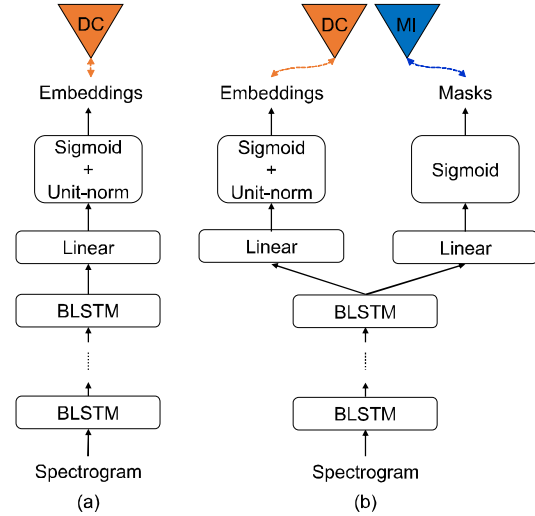 DC
Embeddings
Sigmoid
+
Unit-norm
Linear
BLSTM
BLSTM
Spectrogram
(a)
DC
MI
Embeddings
Masks
Sigmoid
+
Unit-norm
Sigmoid
Linear
Linear
BLSTM
BLSTM
Spectrogram
(b)